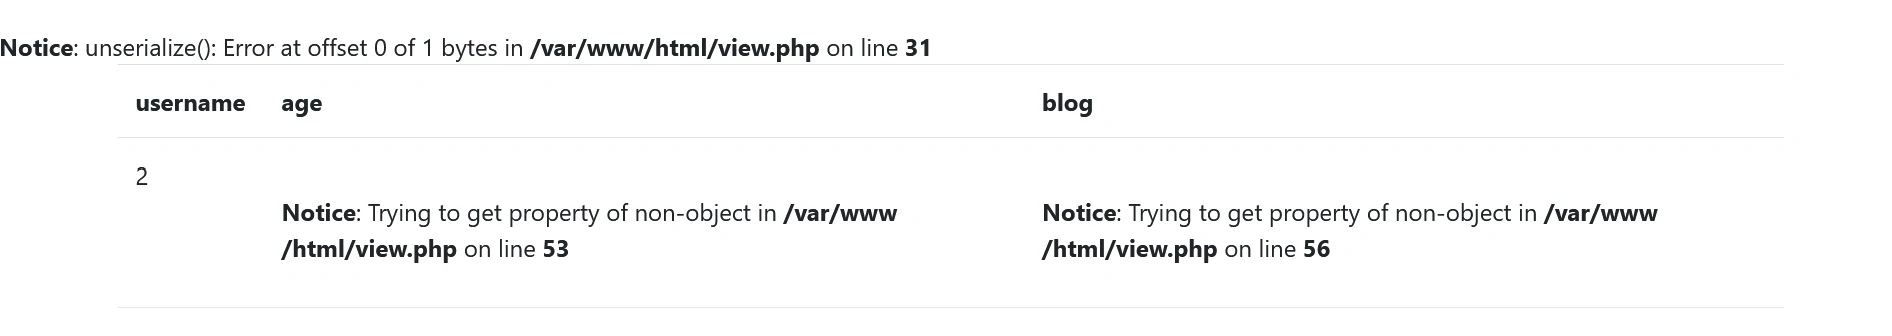 Notice: unserialize(): Error at offset 0 of 1 bytes in /var/www/html/view.php on line 31
username age blog
2
Notice: Trying to get property of non-object in /var/www
/html/view.php on line 53
Notice: Trying to get property of non-object in /var/www
/html/view.php on line 56